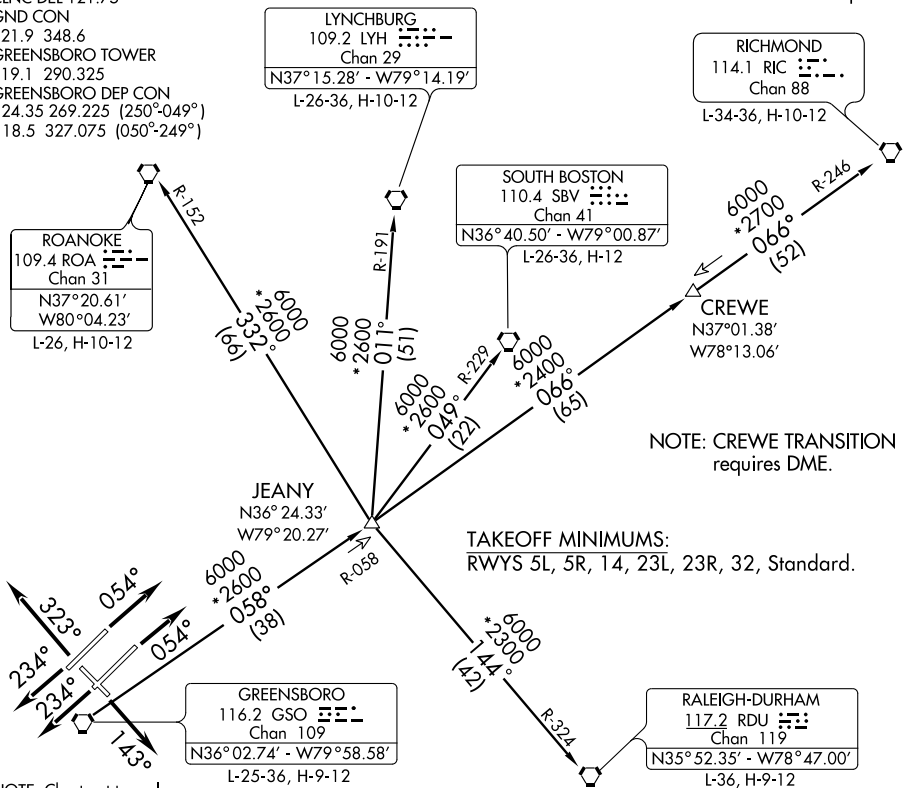 GND CON
21.9 348.6
GREENSBORO TOWER
19.1 290.325
GREENSBORO DEP CON
24.35 269.225 (250°-049°)
18.5 327.075 (050°-249°)
LYNCHBURG
109.2 LYH
Chan 29
N37°15.28' - W79°14.19'
L-26-36, H-10-12
RICHMOND
114.1 RIC
Chan 88
L-34-36, H-10-12
SOUTH BOSTON
110.4 SBV
Chan 41
N36°40.50' - W79°00.87'
L-26-36, H-12
ROANOKE
109.4 ROA
Chan 31
N37°20.61'
W80°04.23'
L-26, H-10-12
R-152
6000
*2600
332°
(66)
R-191
6000
*2600
011°
(51)
R-229
6000
*2600
049°
(22)
6000
*2400
066°
(65)
R-246
6000
*2700
066°
(52)
CREWE
N37°01.38'
W78°13.06'
NOTE: CREWE TRANSITION
requires DME.
JEANY
N36°24.33'
W79°20.27'
R-058
TAKEOFF MINIMUMS:
RWYS 5L, 5R, 14, 23L, 23R, 32, Standard.
6000
*2600
058°
(38)
323°
054°
054°
234°
234°
143°
6000
*2300
144°
(42)
R-324
GREENSBORO
116.2 GSO
Chan 109
N36°02.74' - W79°58.58'
L-25-36, H-9-12
RALEIGH-DURHAM
117.2 RDU
Chan 119
N35°52.35' - W78°47.00'
L-36, H-9-12